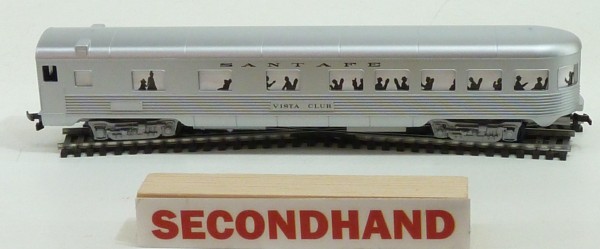 SANTA FE
VISTA CLUB
SECONDHAND